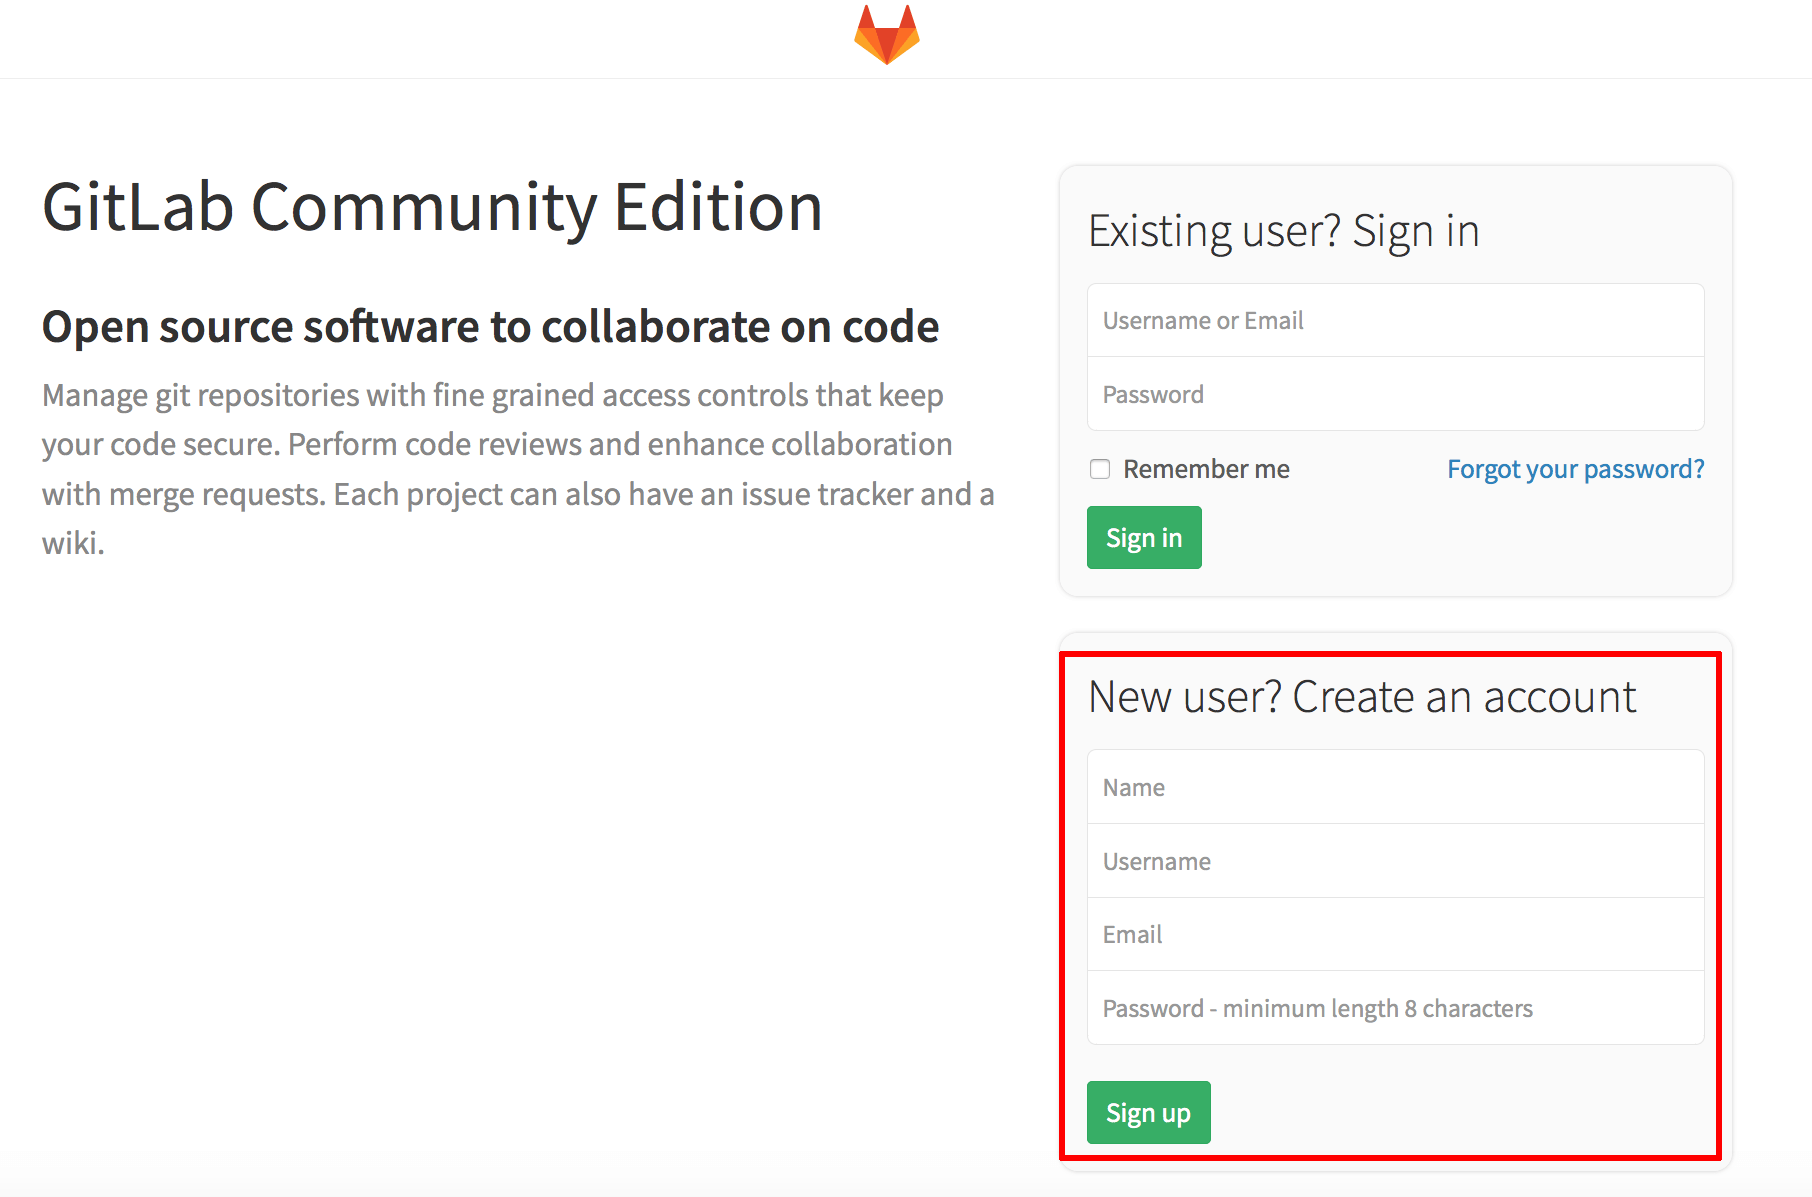 GitLab Community Edition
Open source software to collaborate on code
Manage git repositories with fine grained access controls that keep
your code secure. Perform code reviews and enhance collaboration
with merge requests. Each project can also have an issue tracker and a
wiki.
Existing user? Sign in
Username or Email
Password
Remember me
Forgot your password?
Sign in
New user? Create an account
Name
Username
Email
Password - minimum length 8 characters
Sign up